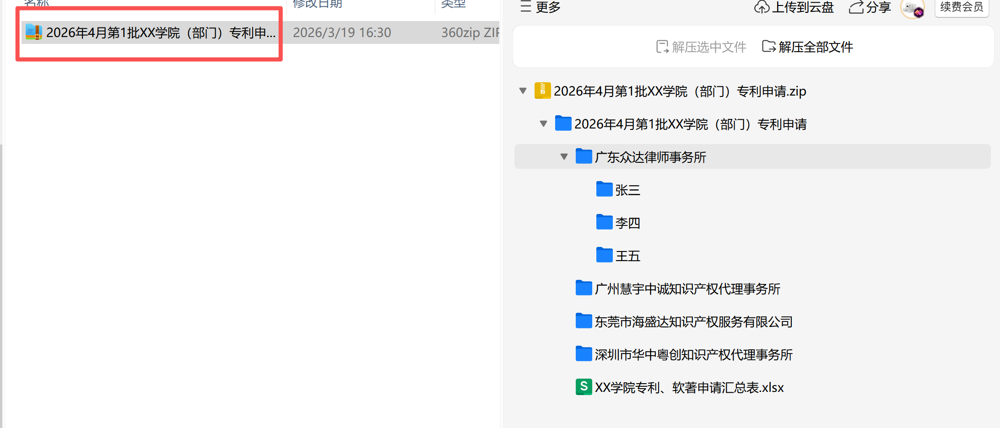 名称
修改日期
类型
2026年4月第1批XX学院（部门）专利申...
2026/3/19 16:30
360zip ZIP
更多
上传到云盘
分享
续费会员
解压选中文件
解压全部文件
2026年4月第1批XX学院（部门）专利申请.zip
2026年4月第1批XX学院（部门）专利申请
广东众达律师事务所
张三
李四
王五
广州慧宇中诚知识产权代理事务所
东莞市海盛达知识产权服务有限公司
深圳市华中粤创知识产权代理事务所
XX学院专利、软著申请汇总表.xlsx